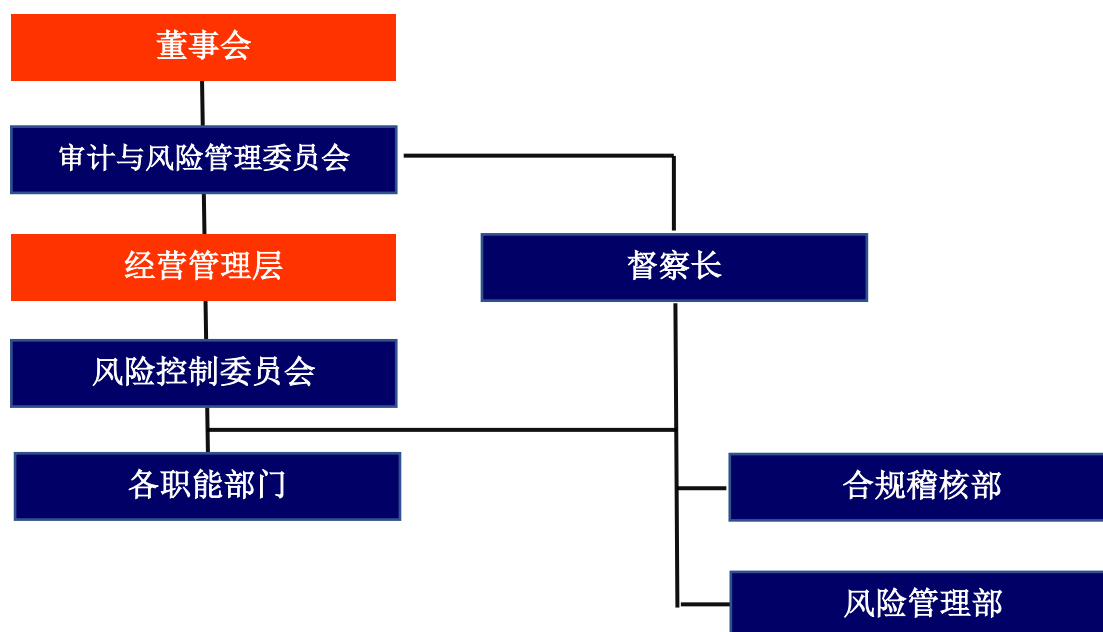 董事会
审计与风险管理委员会
经营管理层
督察长
风险控制委员会
各职能部门
合规稽核部
风险管理部